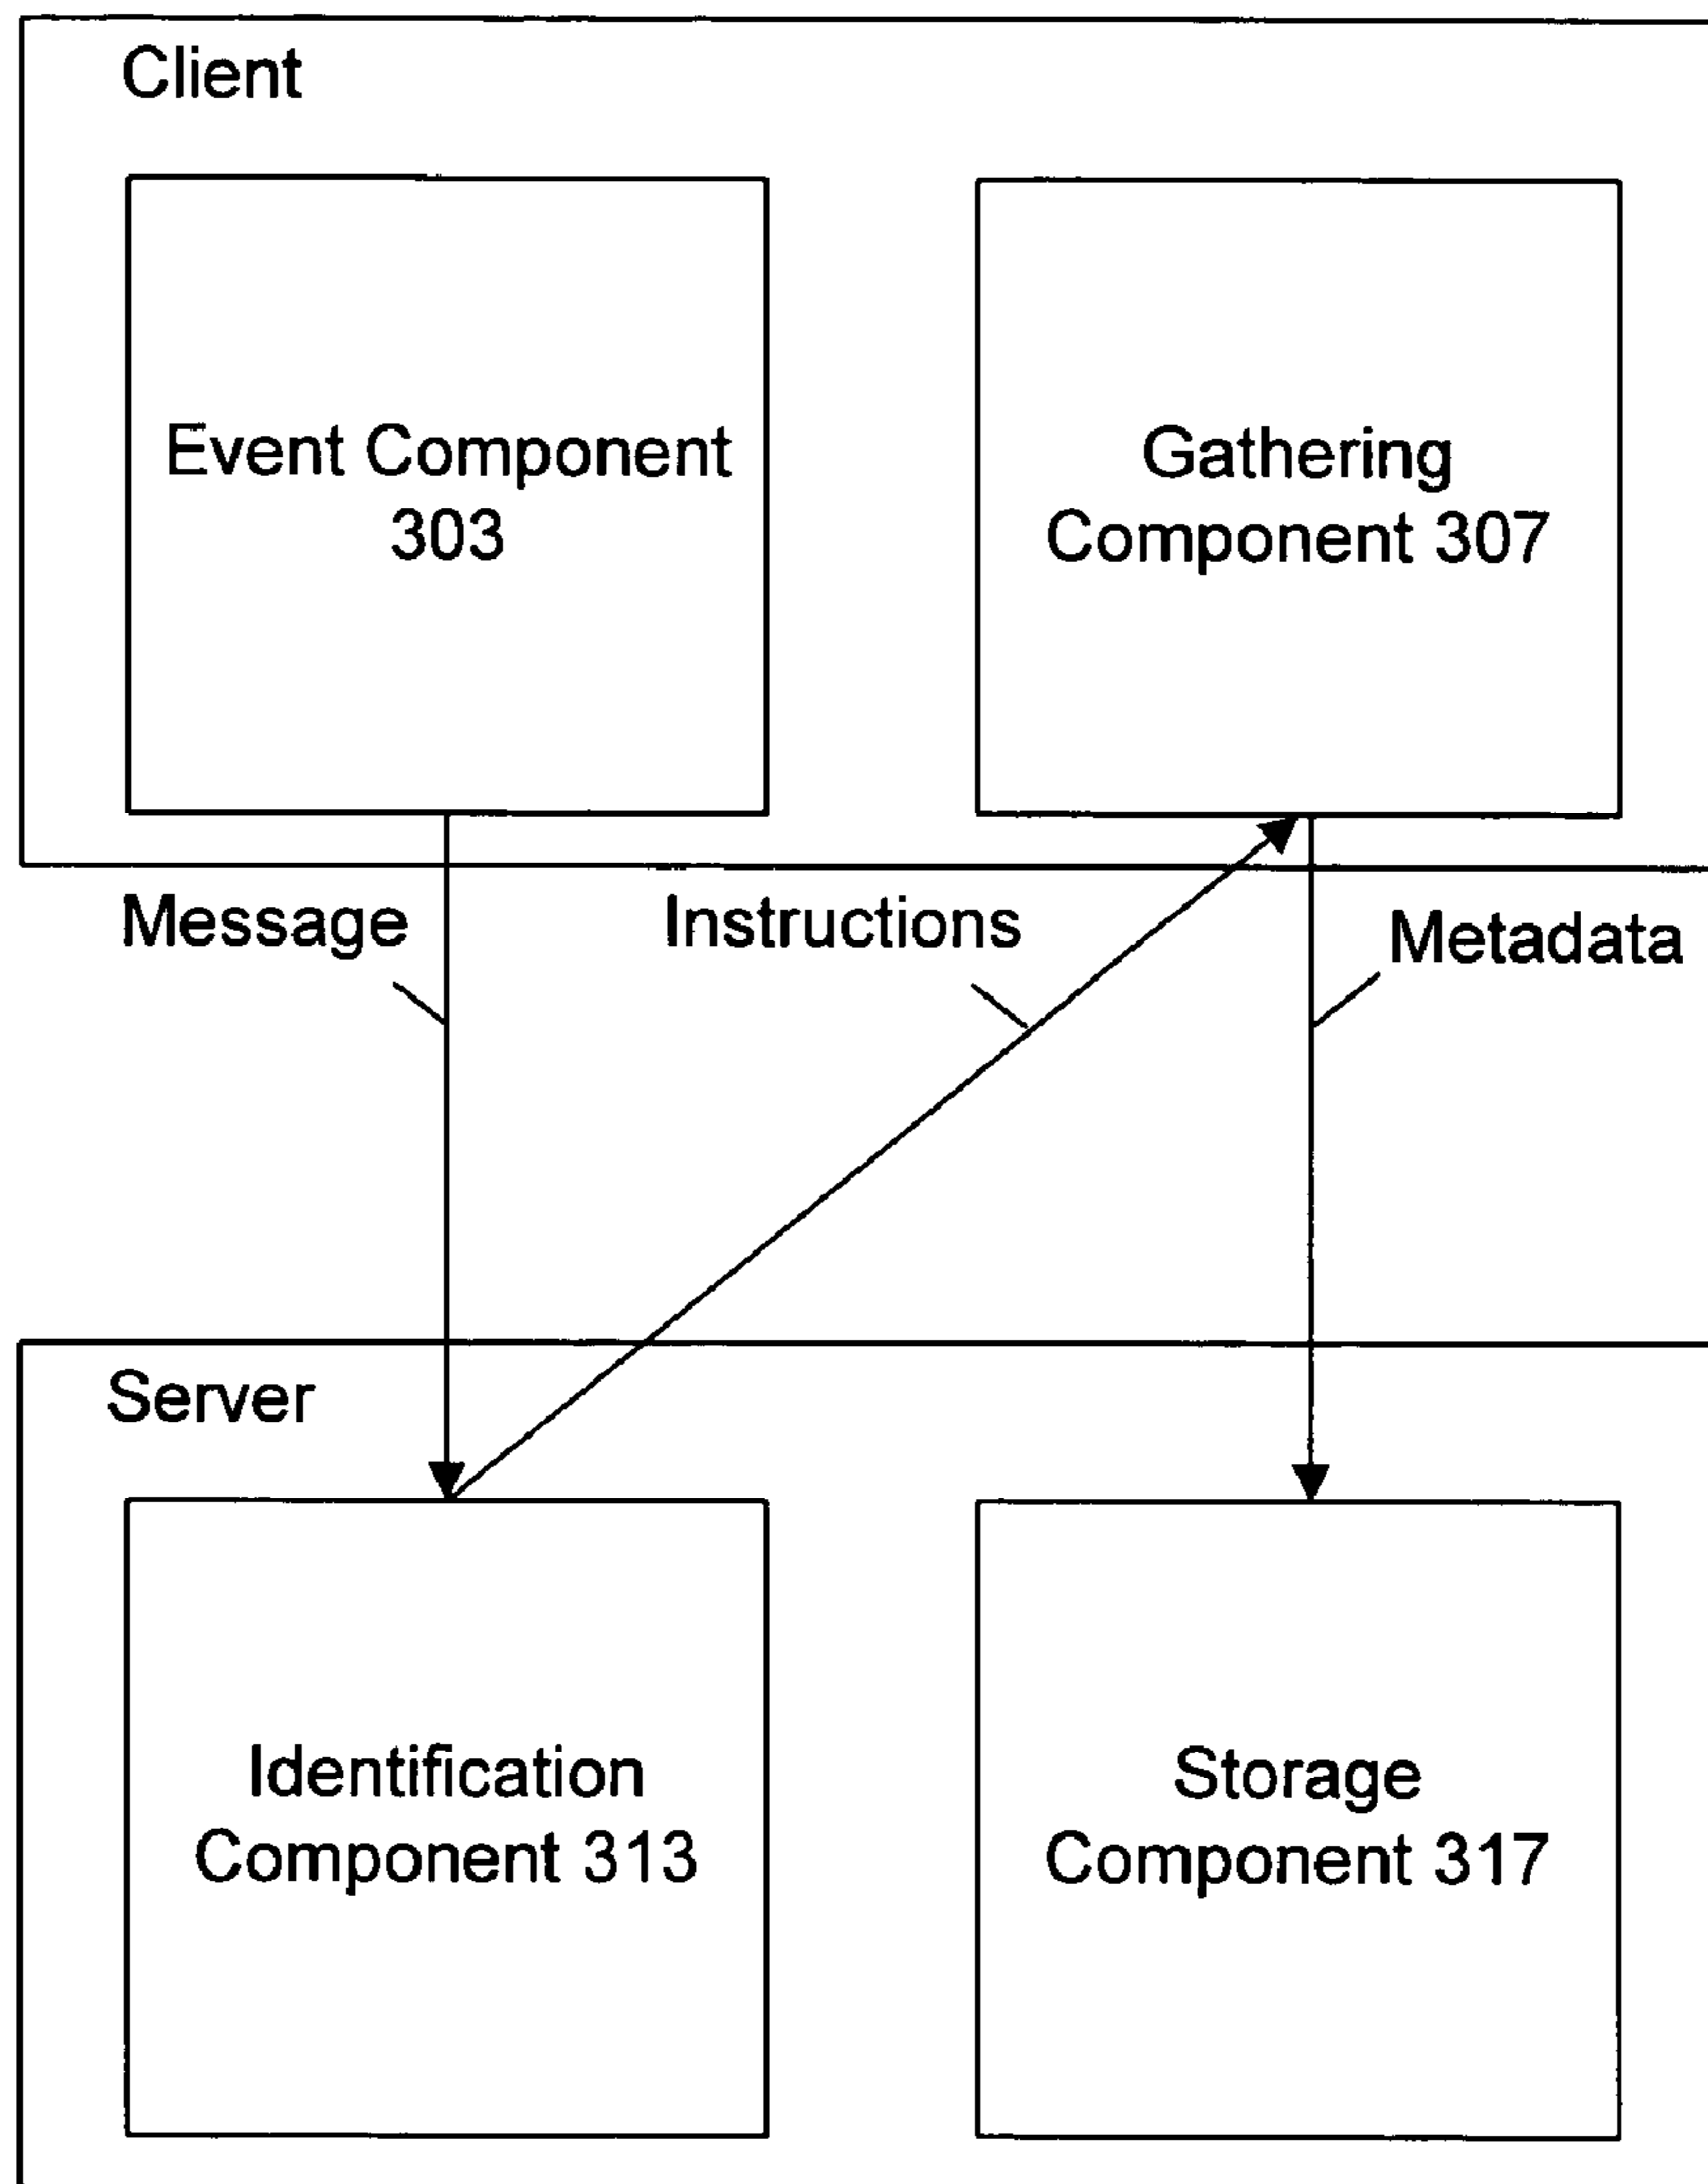 Client
Event Component
303
Gathering
Component 307
Message
Instructions
Metadata
Server
Identification
Component 313
Storage
Component 317